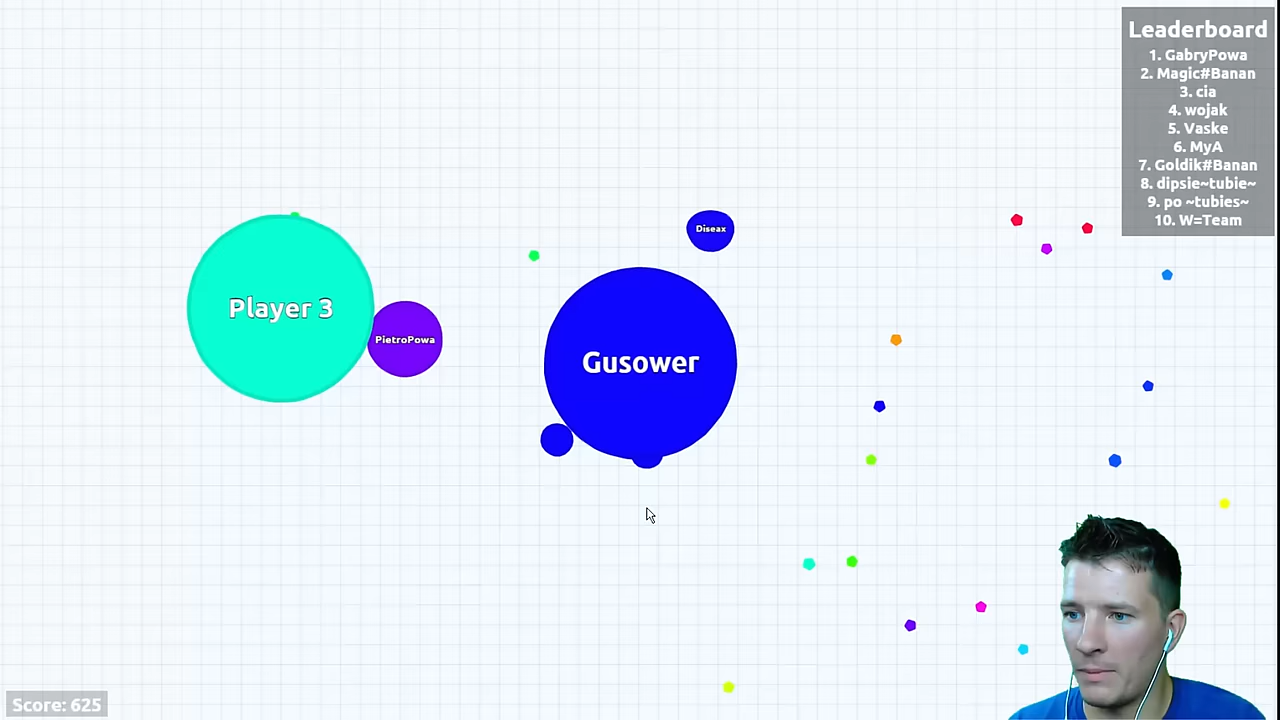 Leaderboard
1. GabryPowa
2. Magic#Banan
3. cia
4. wojak
5. Vaske
6. MyA
7. Goldik#Banan
8. dipsie~tubie~
9. po ~tubies~
10. W=Team
Diseax
Player 3
PietroPowa
Gusower
Score: 625